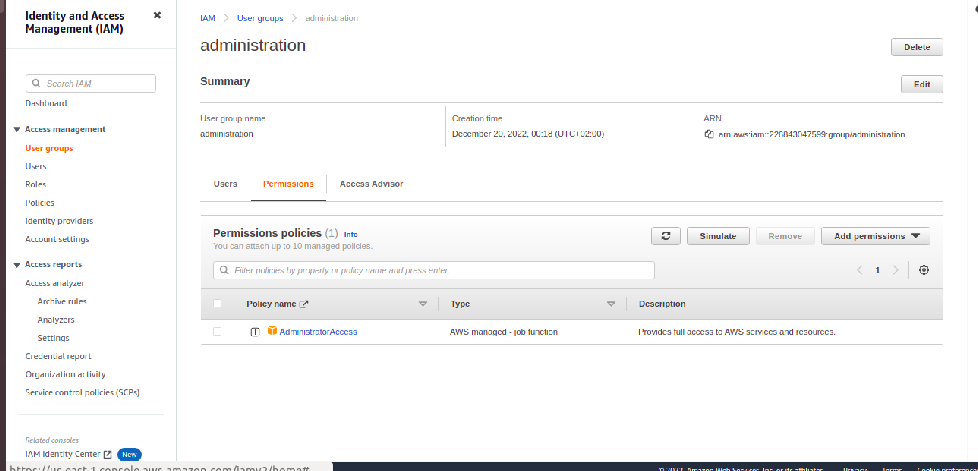 Identity and Access
Management (IAM)
Search IAM
Dashboard
Access management
User groups
Users
Roles
Policies
Identity providers
Account settings
Access reports
Access analyzer
Archive rules
Analyzers
Settings
Credential report
Organization activity
Service control policies (SCPs)
Related consoles
IAM Identity Center New
IAM User groups administration
administration
Delete
Summary
Edit
User group name
administration
Creation time
December 20, 2022, 00:18 (UTC+02:00)
ARN
arn:aws:iam::226843047599:group/administration
Users Permissions Access Advisor
Permissions policies (1) Info
You can attach up to 10 managed policies.
Simulate Remove Add permissions
Filter policies by property or policy name and press enter
1
Policy name Type Description
AdministratorAccess AWS managed - job function Provides full access to AWS services and resources.
https://us-east-1.console.aws.amazon.com/iamv2/home#
Amazon Web Services, Inc. or its affiliates. Privacy Terms Cookie preferences